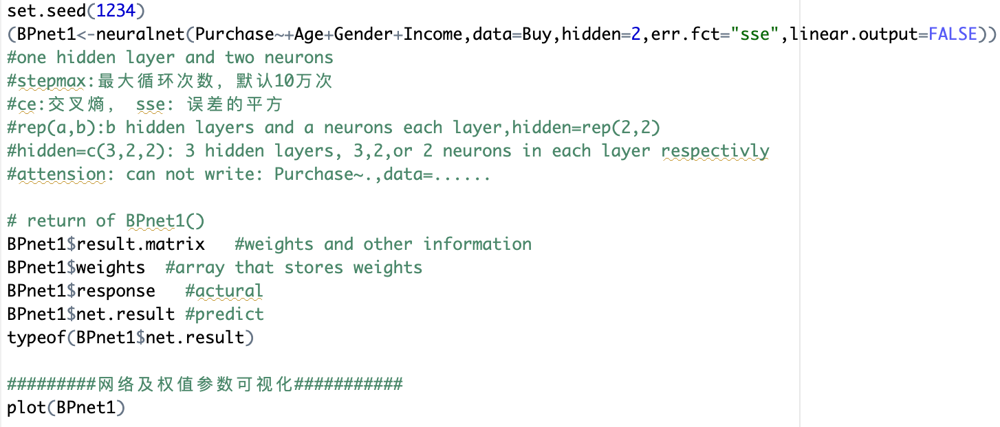 set.seed(1234)
(BPnet1<-neuralnet(Purchase~+Age+Gender+Income,data=Buy,hidden=2,err.fct="sse",linear.output=FALSE))
#one hidden layer and two neurons
#stepmax:最大循环次数，默认10万次
#ce:交叉熵， sse: 误差的平方
#rep(a,b):b hidden layers and a neurons each layer,hidden=rep(2,2)
#hidden=c(3,2,2): 3 hidden layers, 3,2,or 2 neurons in each layer respectivly
#attension: can not write: Purchase~.,data=......
# return of BPnet1()
BPnet1$result.matrix   #weights and other information
BPnet1$weights  #array that stores weights
BPnet1$response   #actural
BPnet1$net.result #predict
typeof(BPnet1$net.result)
#########网络及权值参数可视化###########
plot(BPnet1)